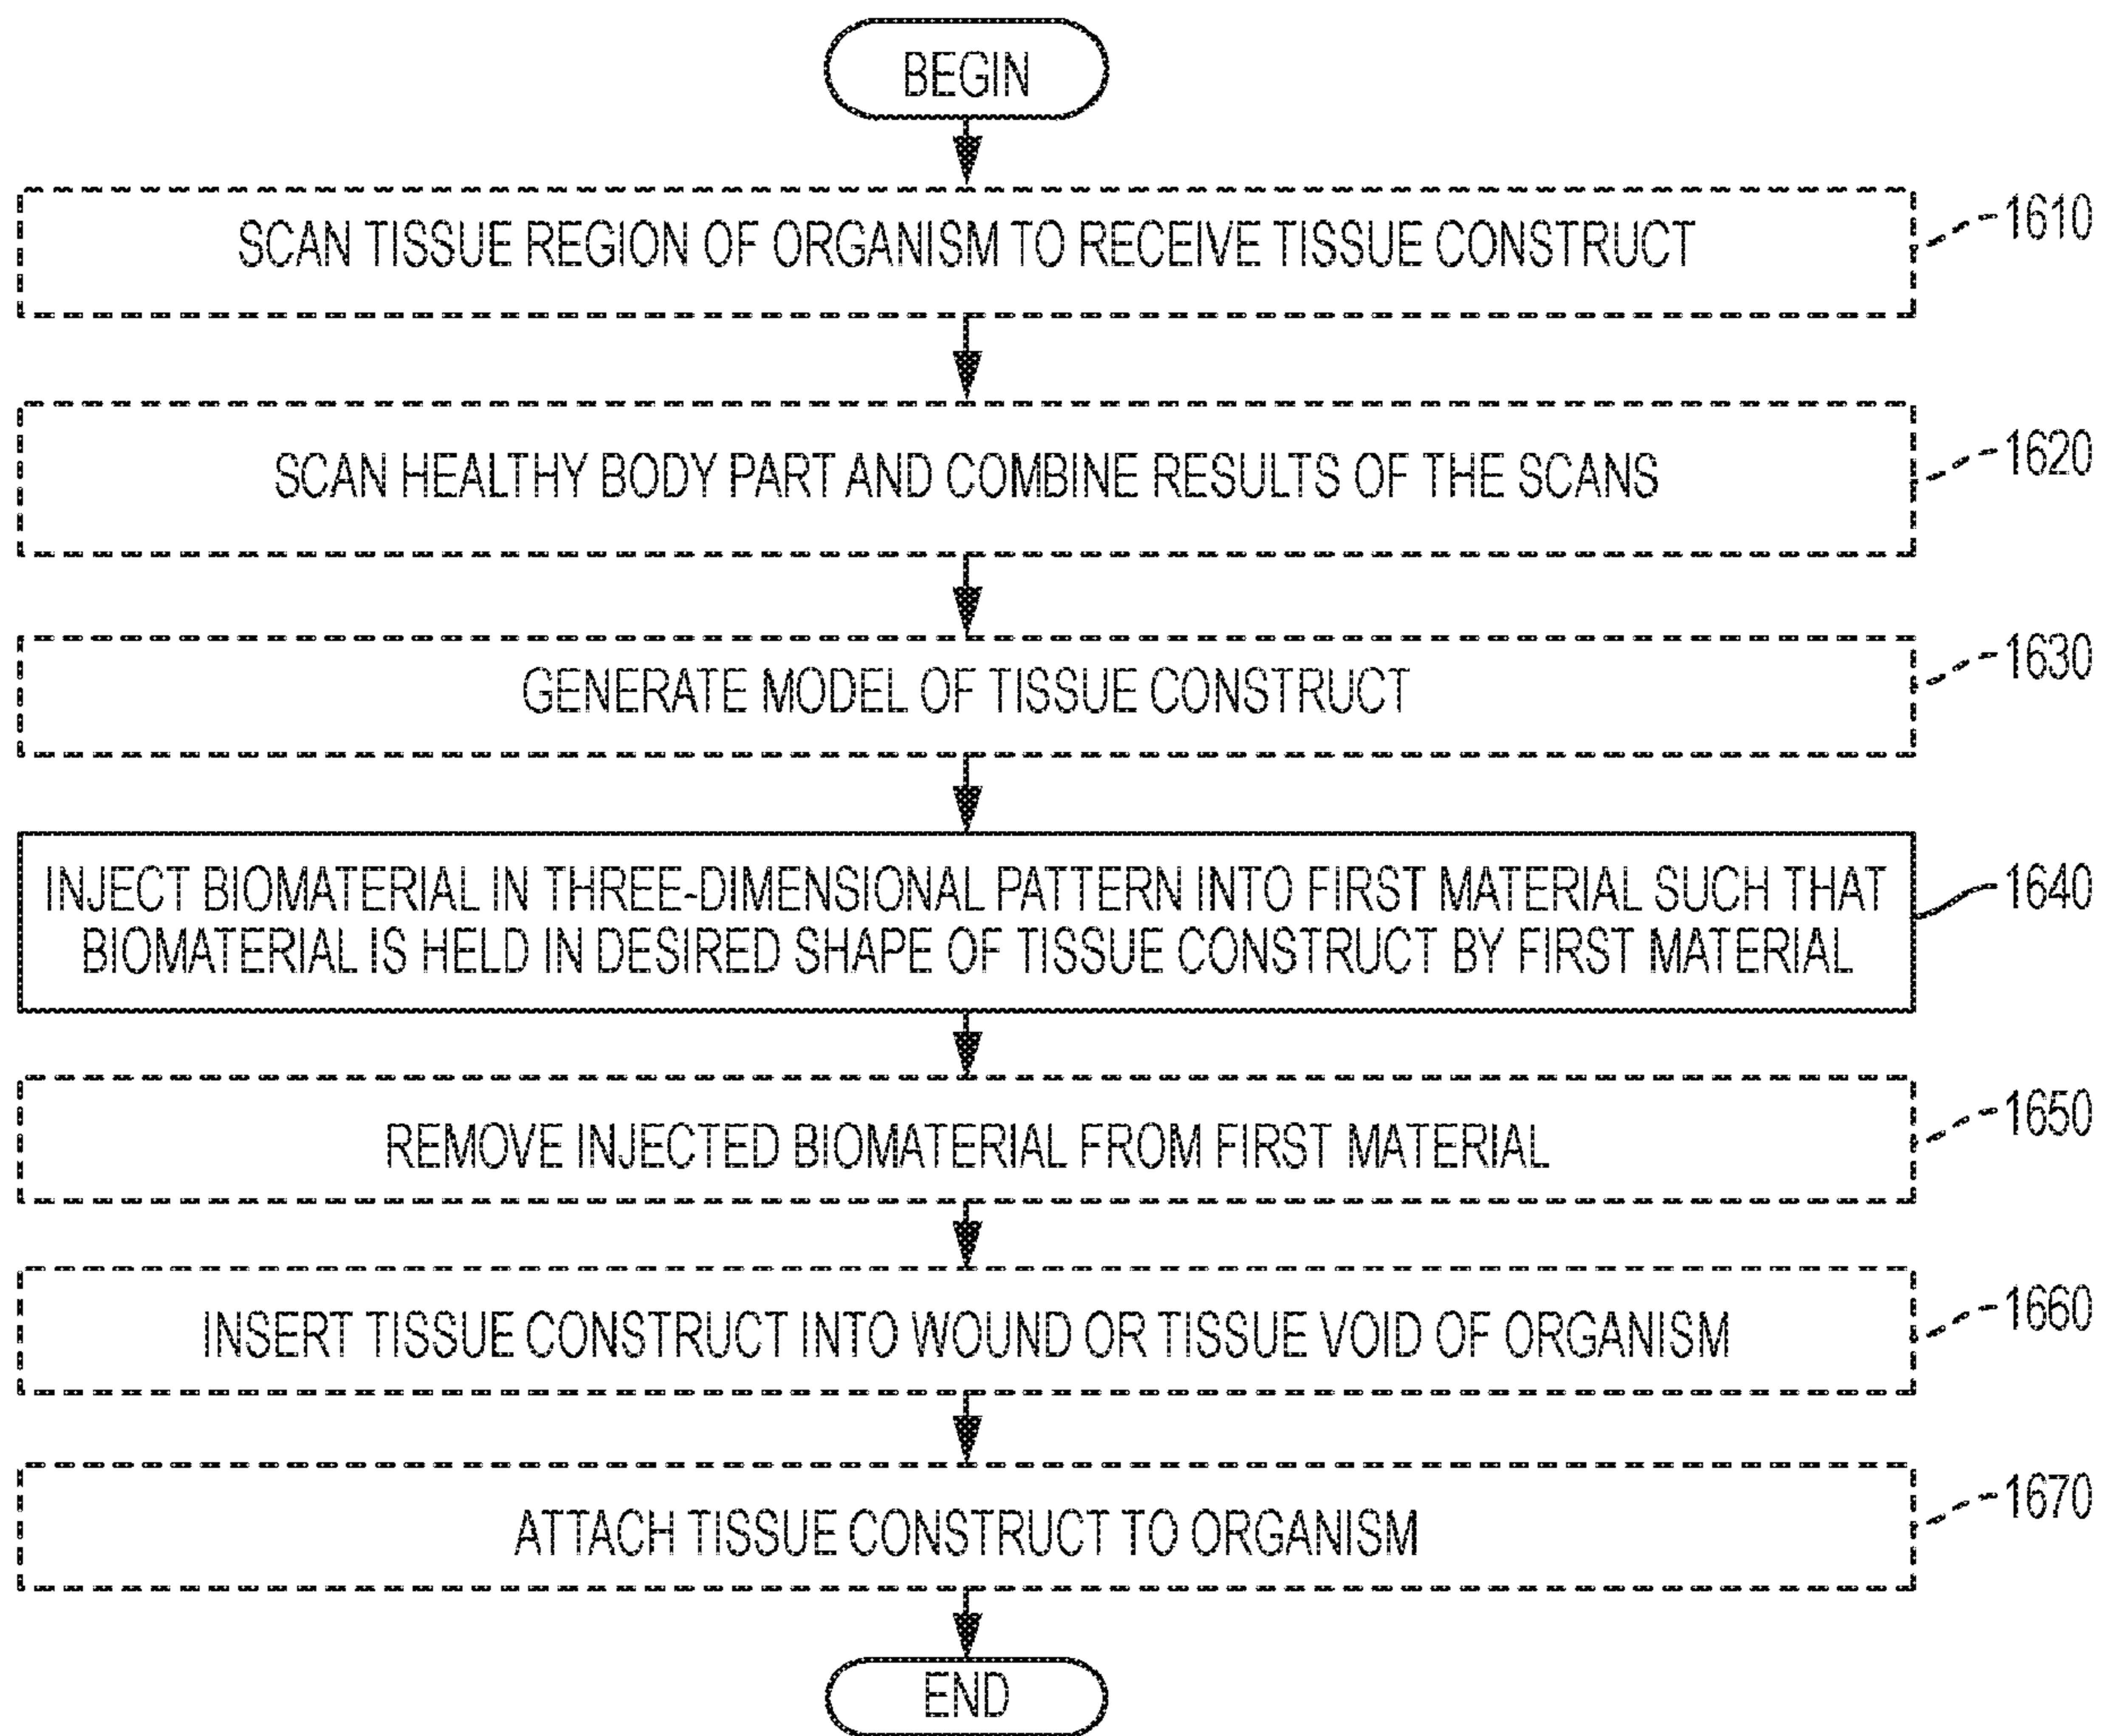 BEGIN
SCAN TISSUE REGION OF ORGANISM TO RECEIVE TISSUE CONSTRUCT
1610
SCAN HEALTHY BODY PART AND COMBINE RESULTS OF THE SCANS
1620
GENERATE MODEL OF TISSUE CONSTRUCT
1630
INJECT BIOMATERIAL IN THREE-DIMENSIONAL PATTERN INTO FIRST MATERIAL SUCH THAT
BIOMATERIAL IS HELD IN DESIRED SHAPE OF TISSUE CONSTRUCT BY FIRST MATERIAL
1640
REMOVE INJECTED BIOMATERIAL FROM FIRST MATERIAL
1650
INSERT TISSUE CONSTRUCT INTO WOUND OR TISSUE VOID OF ORGANISM
1660
ATTACH TISSUE CONSTRUCT TO ORGANISM
1670
END